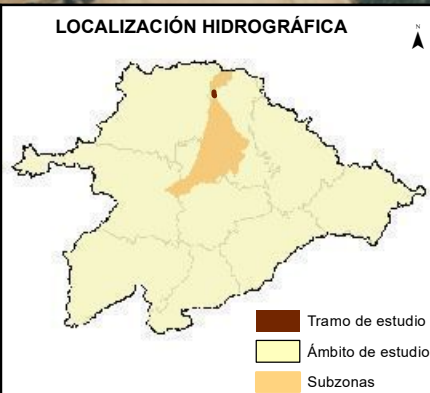 LOCALIZACIÓN HIDROGRÁFICA
N
Tramo de estudio
Ámbito de estudio
Subzonas